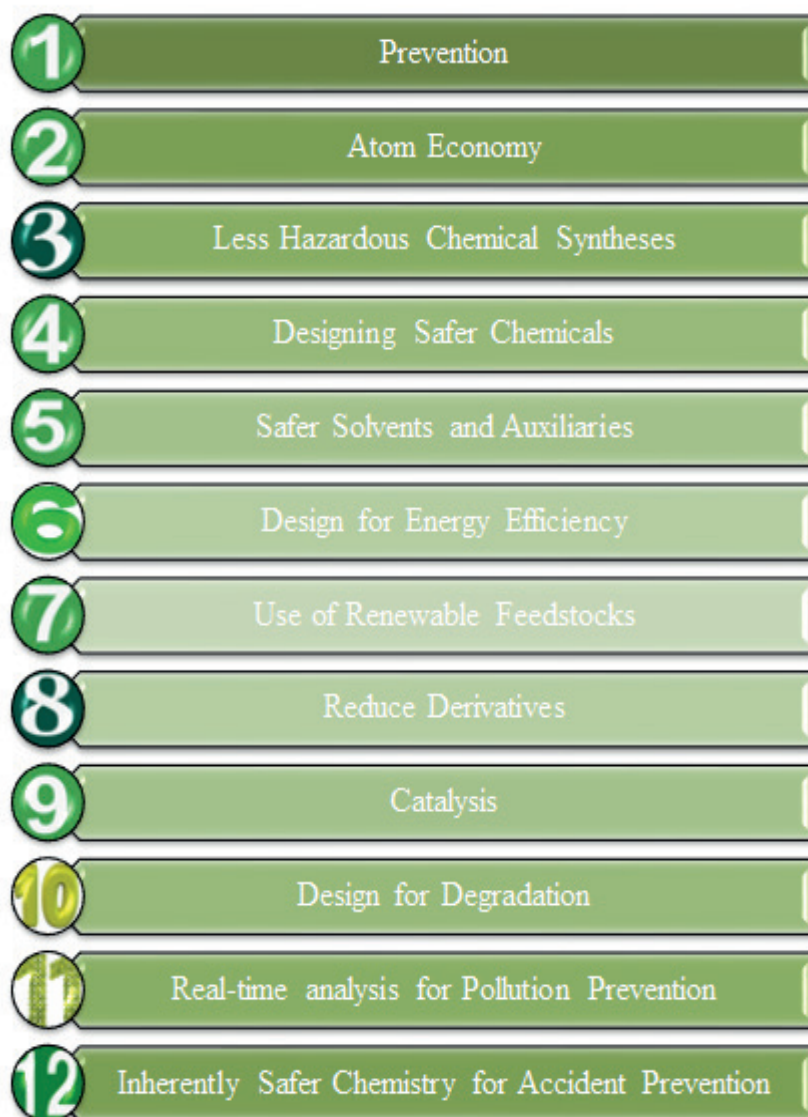 1 Prevention
2 Atom Economy
3 Less Hazardous Chemical Syntheses
4 Designing Safer Chemicals
5 Safer Solvents and Auxiliaries
6 Design for Energy Efficiency
7 Use of Renewable Feedstocks
8 Reduce Derivatives
9 Catalysis
10 Design for Degradation
11 Real-time analysis for Pollution Prevention
12 Inherently Safer Chemistry for Accident Prevention